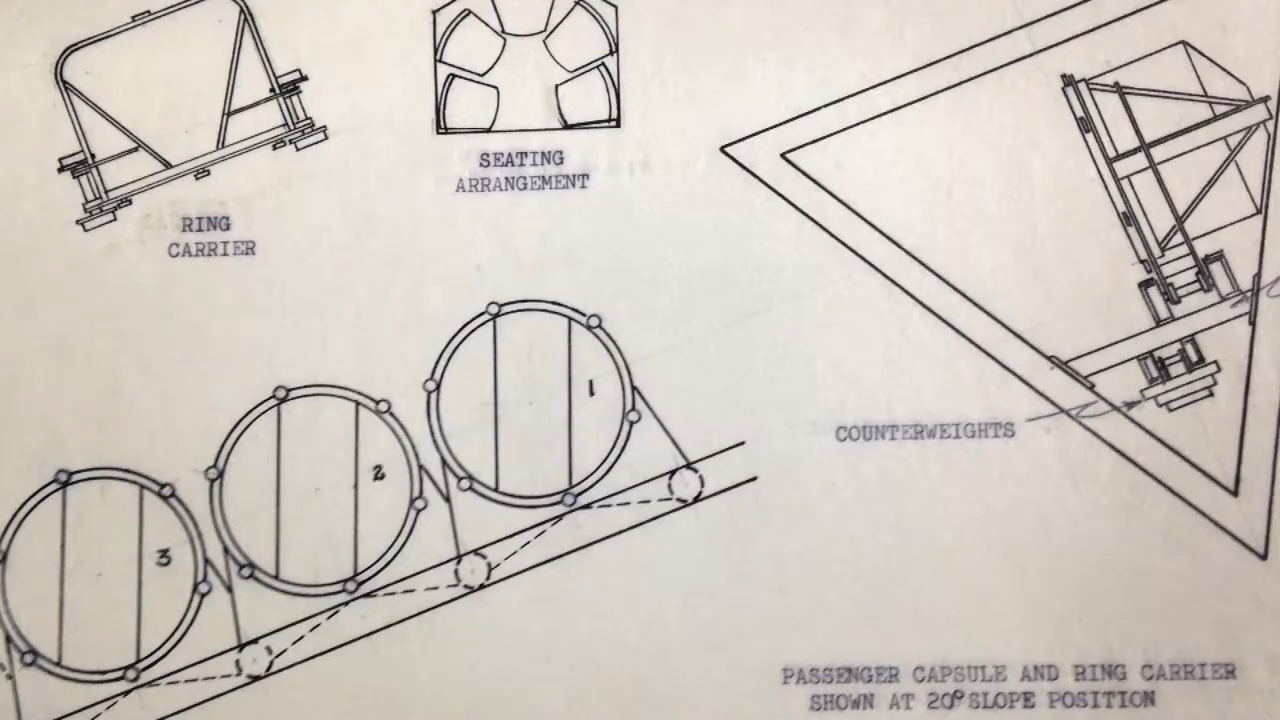 SEATING
ARRANGEMENT
RING
CARRIER
1
2
3
COUNTERWEIGHTS
PASSENGER CAPSULE AND RING CARRIER
SHOWN AT 20° SLOPE POSITION